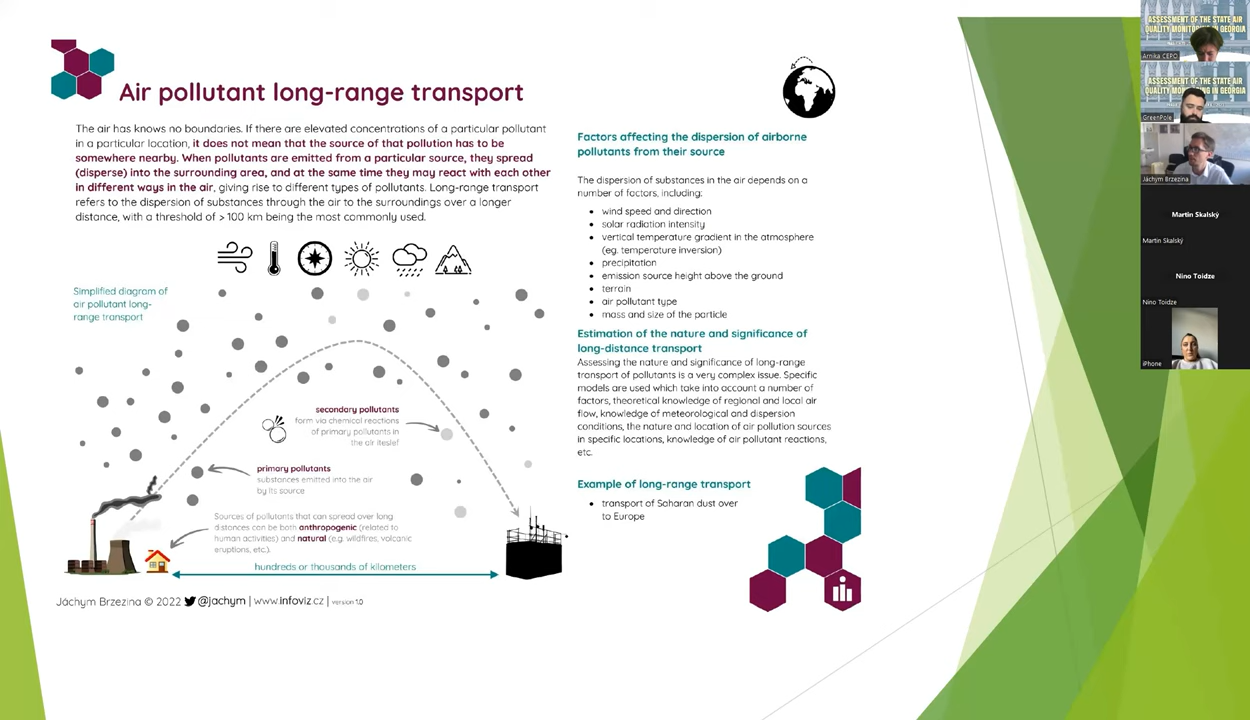 Air pollutant long-range transport
The air has knows no boundaries. If there are elevated concentrations of a particular pollutant
in a particular location, it does not mean that the source of that pollution has to be
somewhere nearby. When pollutants are emitted from a particular source, they spread
(disperse) into the surrounding area, and at the same time they may react with each other
in different ways in the air, giving rise to different types of pollutants. Long-range transport
refers to the dispersion of substances through the air to the surroundings over a longer
distance, with a threshold of > 100 km being the most commonly used.
Simplified diagram of
air pollutant long-
range transport
secondary pollutants
form via chemical reactions
of primary pollutants in
the air iteslef
primary pollutants
substances emitted into the air
by its source
Sources of pollutants that can spread over long
distances can be both anthropogenic (related to
human activities) and natural (e.g. wildfires, volcanic
eruptions, etc.).
hundreds or thousands of kilometers
Jáchym Brzezina © 2022 @jachym | www.infoviz.cz | version 1.0
Factors affecting the dispersion of airborne
pollutants from their source
The dispersion of substances in the air depends on a
number of factors, including:
• wind speed and direction
• solar radiation intensity
• vertical temperature gradient in the atmosphere
(eg. temperature inversion)
• precipitation
• emission source height above the ground
• terrain
• air pollutant type
• mass and size of the particle
Estimation of the nature and significance of
long-distance transport
Assessing the nature and significance of long-range
transport of pollutants is a very complex issue. Specific
models are used which take into account a number of
factors, theoretical knowledge of regional and local air
flow, knowledge of meteorological and dispersion
conditions, the nature and location of air pollution sources
in specific locations, knowledge of air pollutant reactions,
etc.
Example of long-range transport
• transport of Saharan dust over
to Europe
ASSESSMENT OF THE STATE AIR
QUALITY MONITORING IN GEORGIA
Arnika CEPO
ASSESSMENT OF THE STATE AIR
QUALITY MONITORING IN GEORGIA
GreenPole
Jáchym Brzezina
Martin Skalský
Martin Skalský
Nino Toidze
Nino Toidze
iPhone